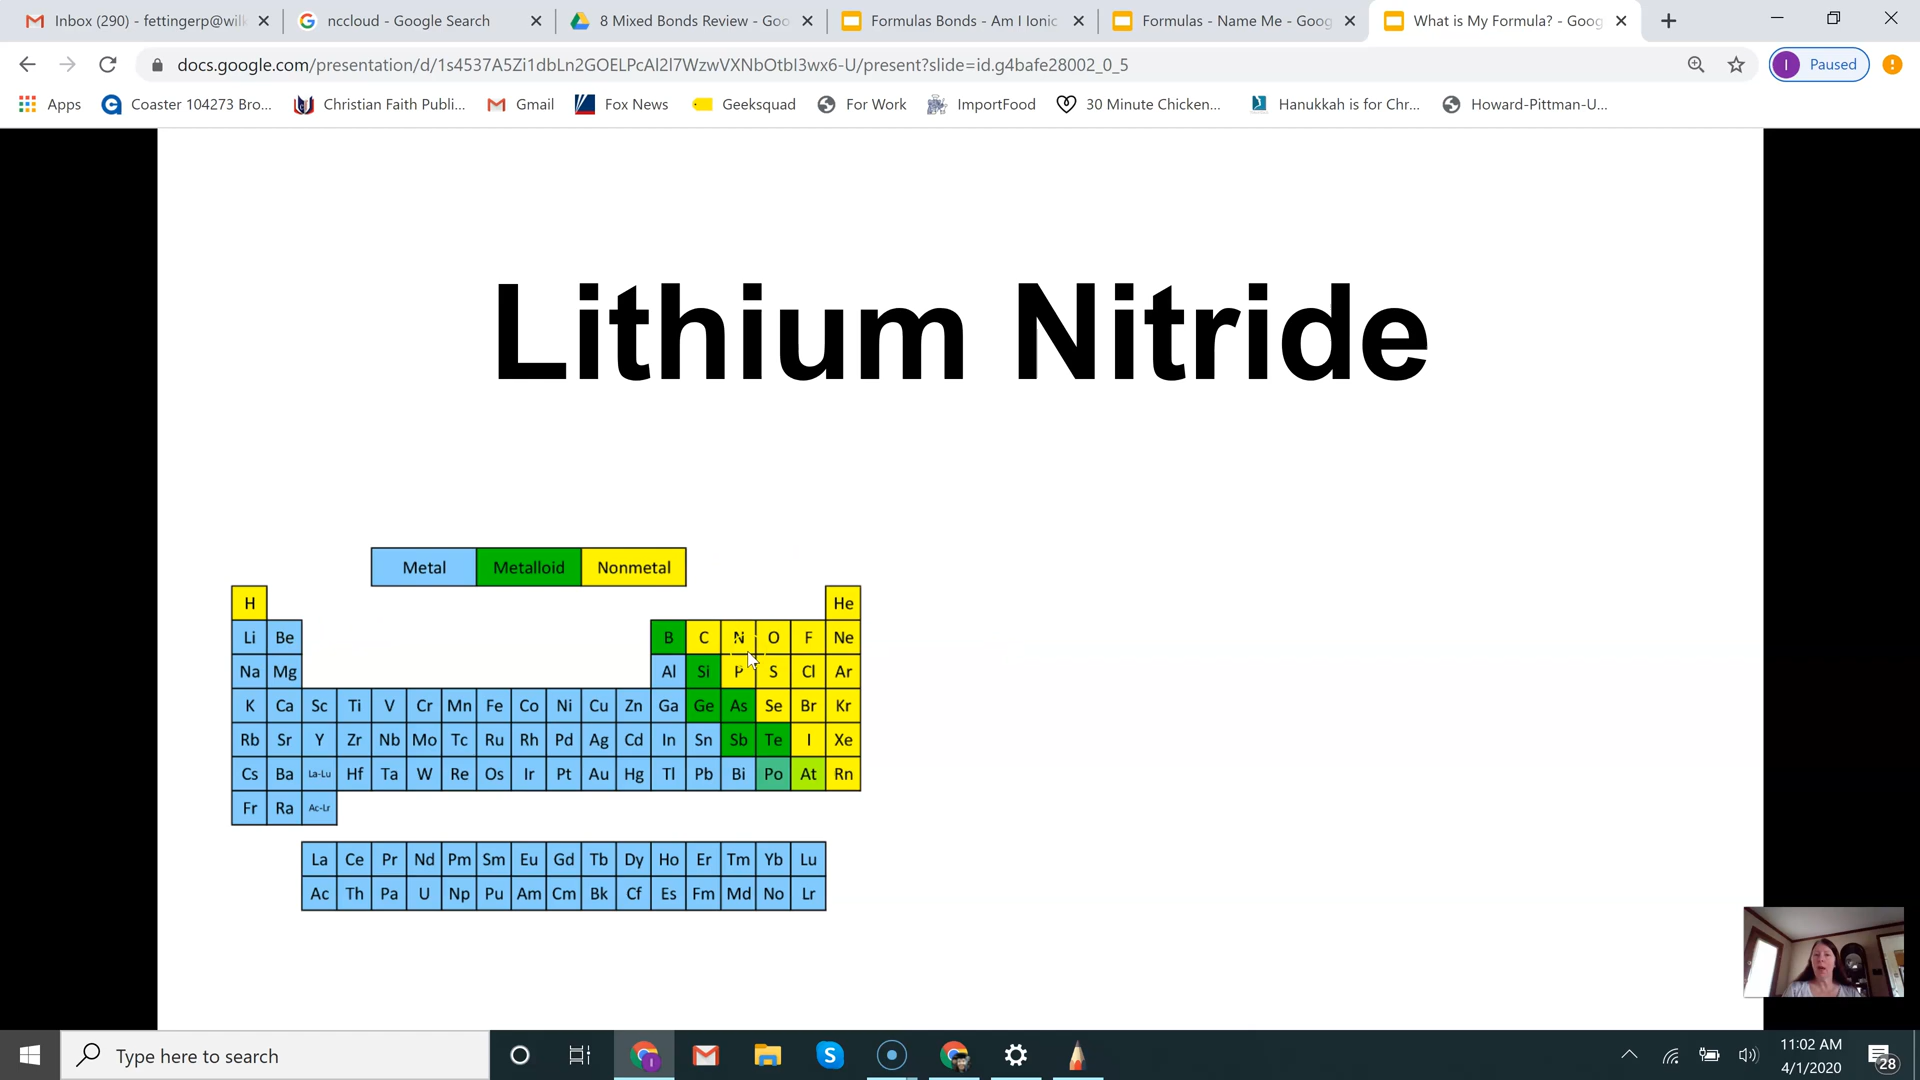 Inbox (290) - fettingerp@wilk
nccloud - Google Search
8 Mixed Bonds Review - Goo
Formulas Bonds - Am I Ionic
Formulas - Name Me - Goog
What is My Formula? - Goog
docs.google.com/presentation/d/1s4537A5Zi1dbLn2GOELPcAl2l7WzwVXNbOtbI3wx6-U/present?slide=id.g4bafe28002_0_5
I Paused
Apps Coaster 104273 Bro... Christian Faith Publi... Gmail Fox News Geeksquad For Work ImportFood 30 Minute Chicken... Hanukkah is for Chr... Howard-Pittman-U...
Lithium Nitride
Metal Metalloid Nonmetal
H He
Li Be B C N O F Ne
Na Mg Al Si P S Cl Ar
K Ca Sc Ti V Cr Mn Fe Co Ni Cu Zn Ga Ge As Se Br Kr
Rb Sr Y Zr Nb Mo Tc Ru Rh Pd Ag Cd In Sn Sb Te I Xe
Cs Ba La-Lu Hf Ta W Re Os Ir Pt Au Hg Tl Pb Bi Po At Rn
Fr Ra Ac-Lr
La Ce Pr Nd Pm Sm Eu Gd Tb Dy Ho Er Tm Yb Lu
Ac Th Pa U Np Pu Am Cm Bk Cf Es Fm Md No Lr
Type here to search
11:02 AM
4/1/2020
28